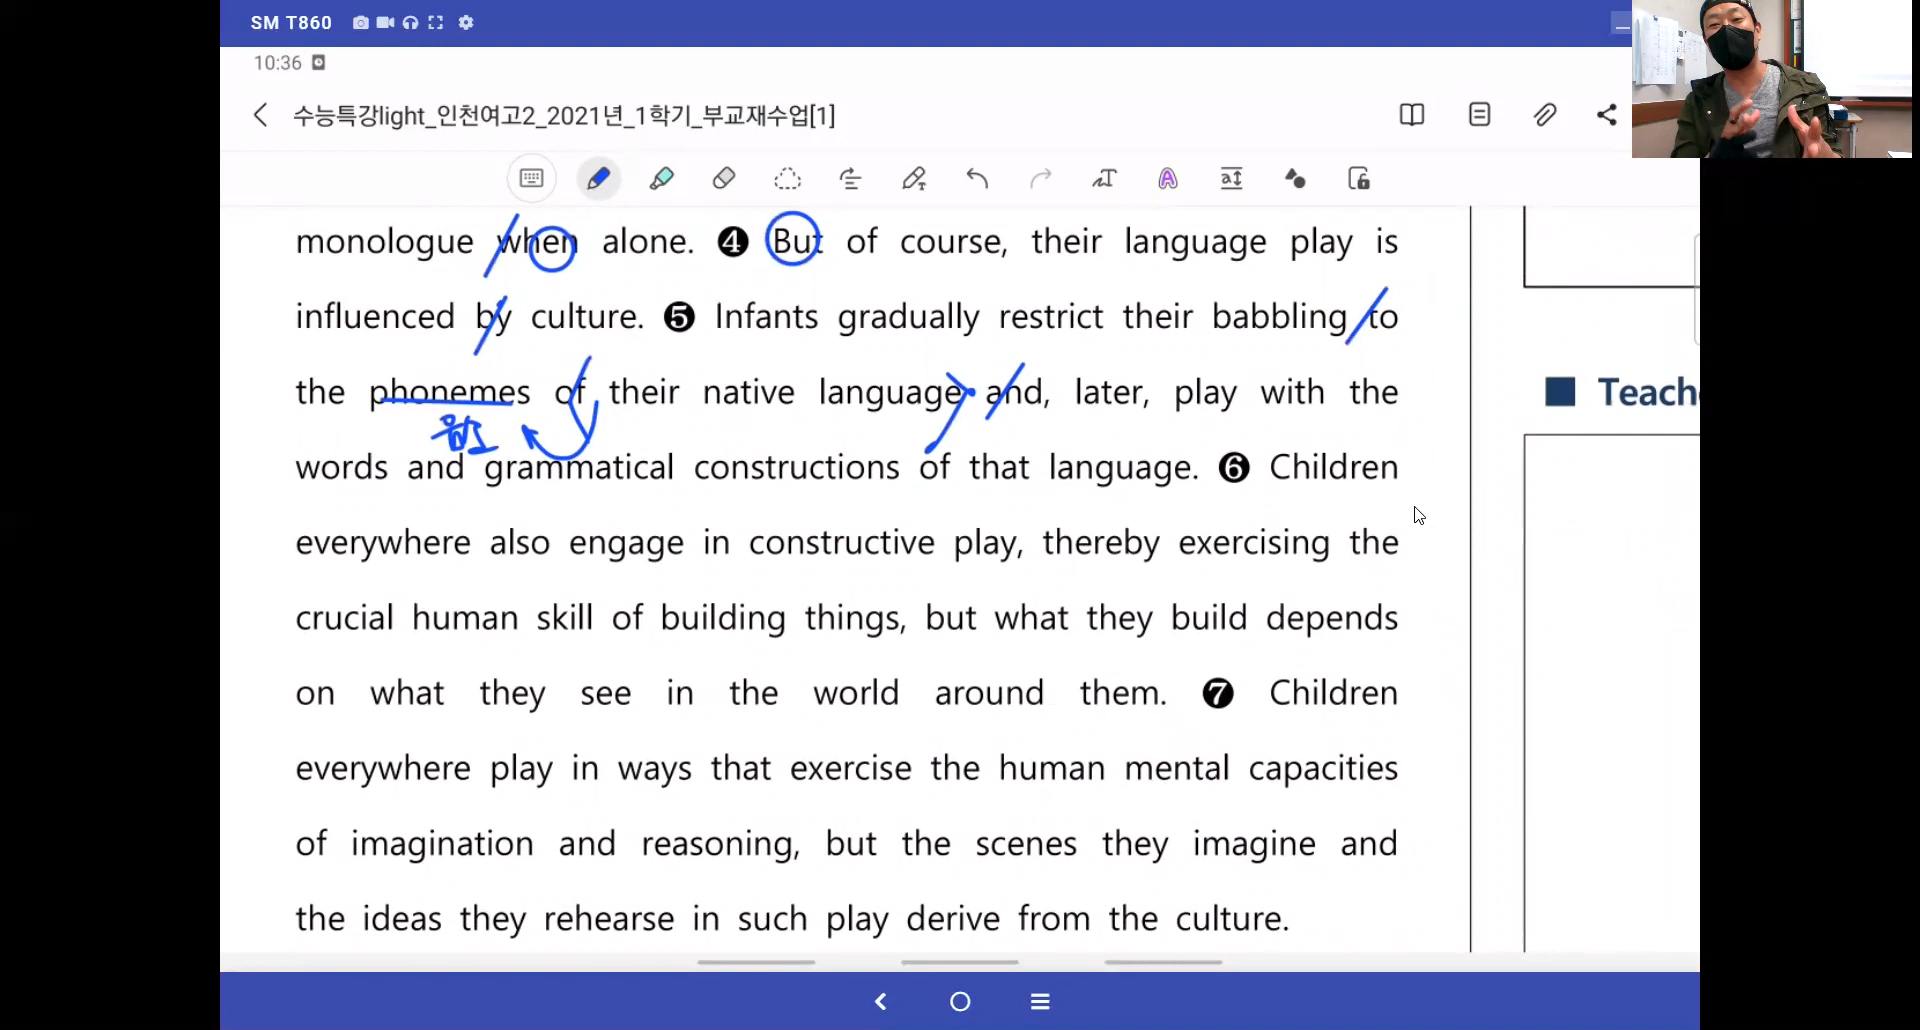 SM T860
10:36
수능특강light_인천여고2_2021년_1학기_부교재수업[1]
monologue when alone. ❹ But of course, their language play is
influenced by culture. ❺ Infants gradually restrict their babbling to
the phonemes of their native language and, later, play with the
음소
words and grammatical constructions of that language. ❻ Children
everywhere also engage in constructive play, thereby exercising the
crucial human skill of building things, but what they build depends
on what they see in the world around them. ❼ Children
everywhere play in ways that exercise the human mental capacities
of imagination and reasoning, but the scenes they imagine and
the ideas they rehearse in such play derive from the culture.
■ Teach